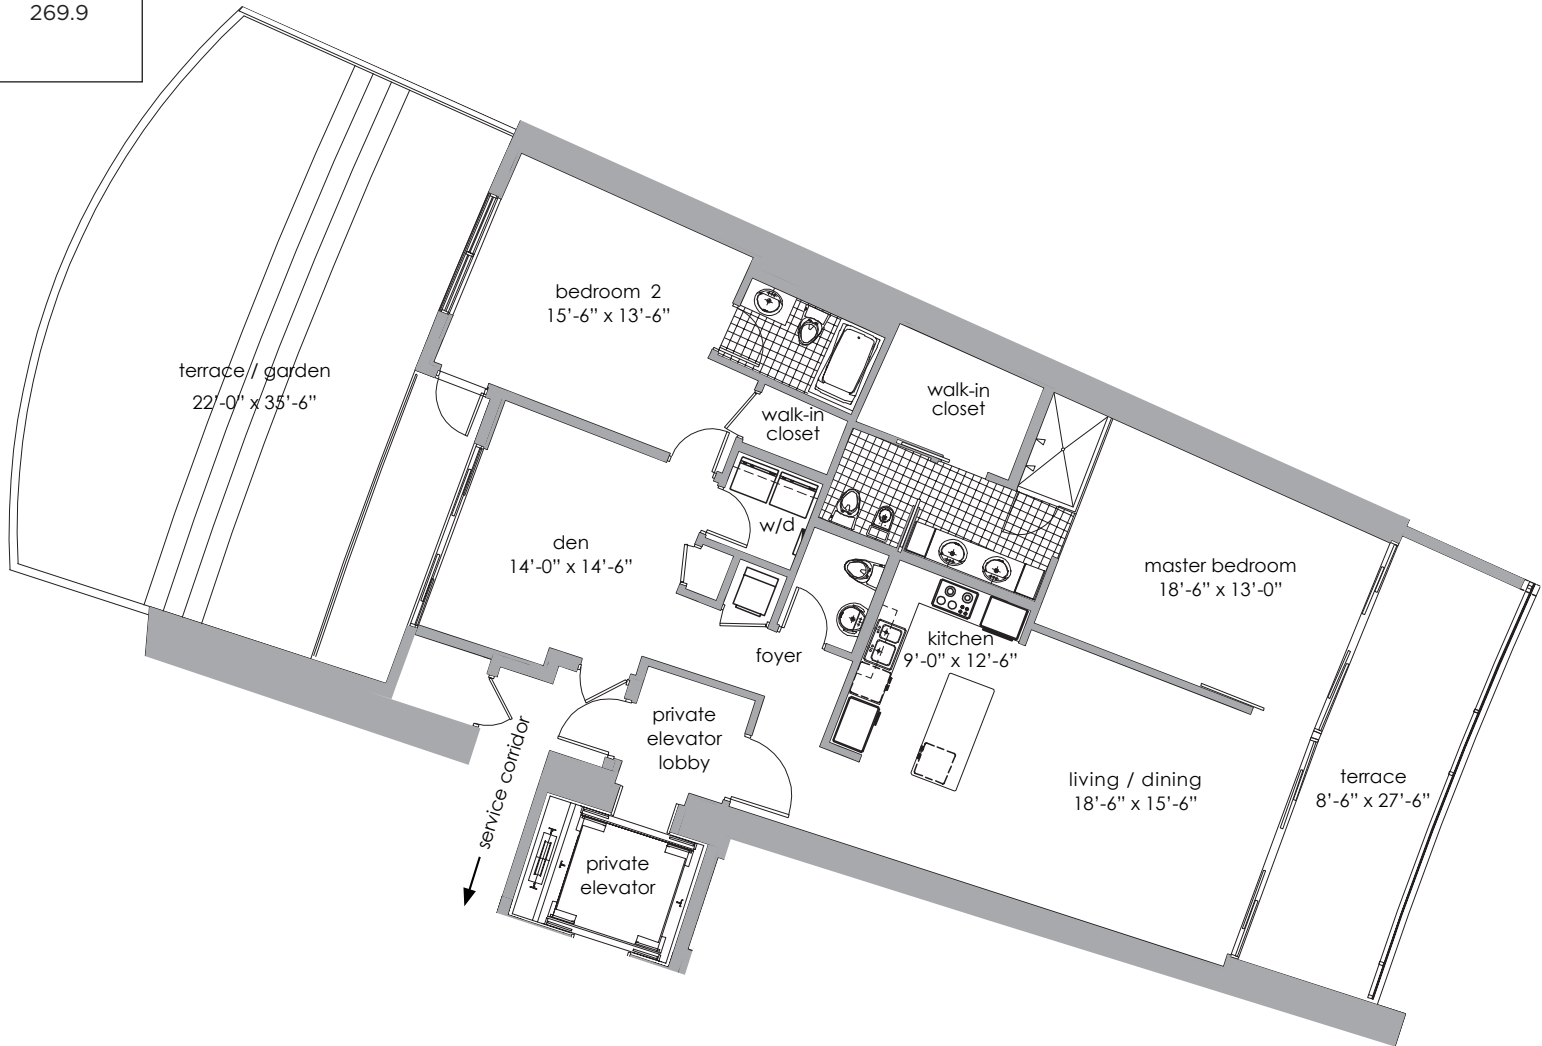 269.9
bedroom 2
15'-6" x 13'-6"
terrace / garden
22'-0" x 35'-6"
walk-in
closet
walk-in
closet
w/d
den
14'-0" x 14'-6"
master bedroom
18'-6" x 13'-0"
kitchen
9'-0" x 12'-6"
foyer
private
elevator
lobby
living / dining
18'-6" x 15'-6"
terrace
8'-6" x 27'-6"
service corridor
private
elevator